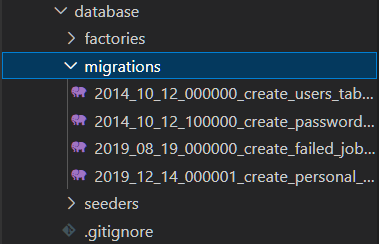 database
factories
migrations
2014_10_12_000000_create_users_tab...
2014_10_12_100000_create_password...
2019_08_19_000000_create_failed_job...
2019_12_14_000001_create_personal_...
seeders
.gitignore